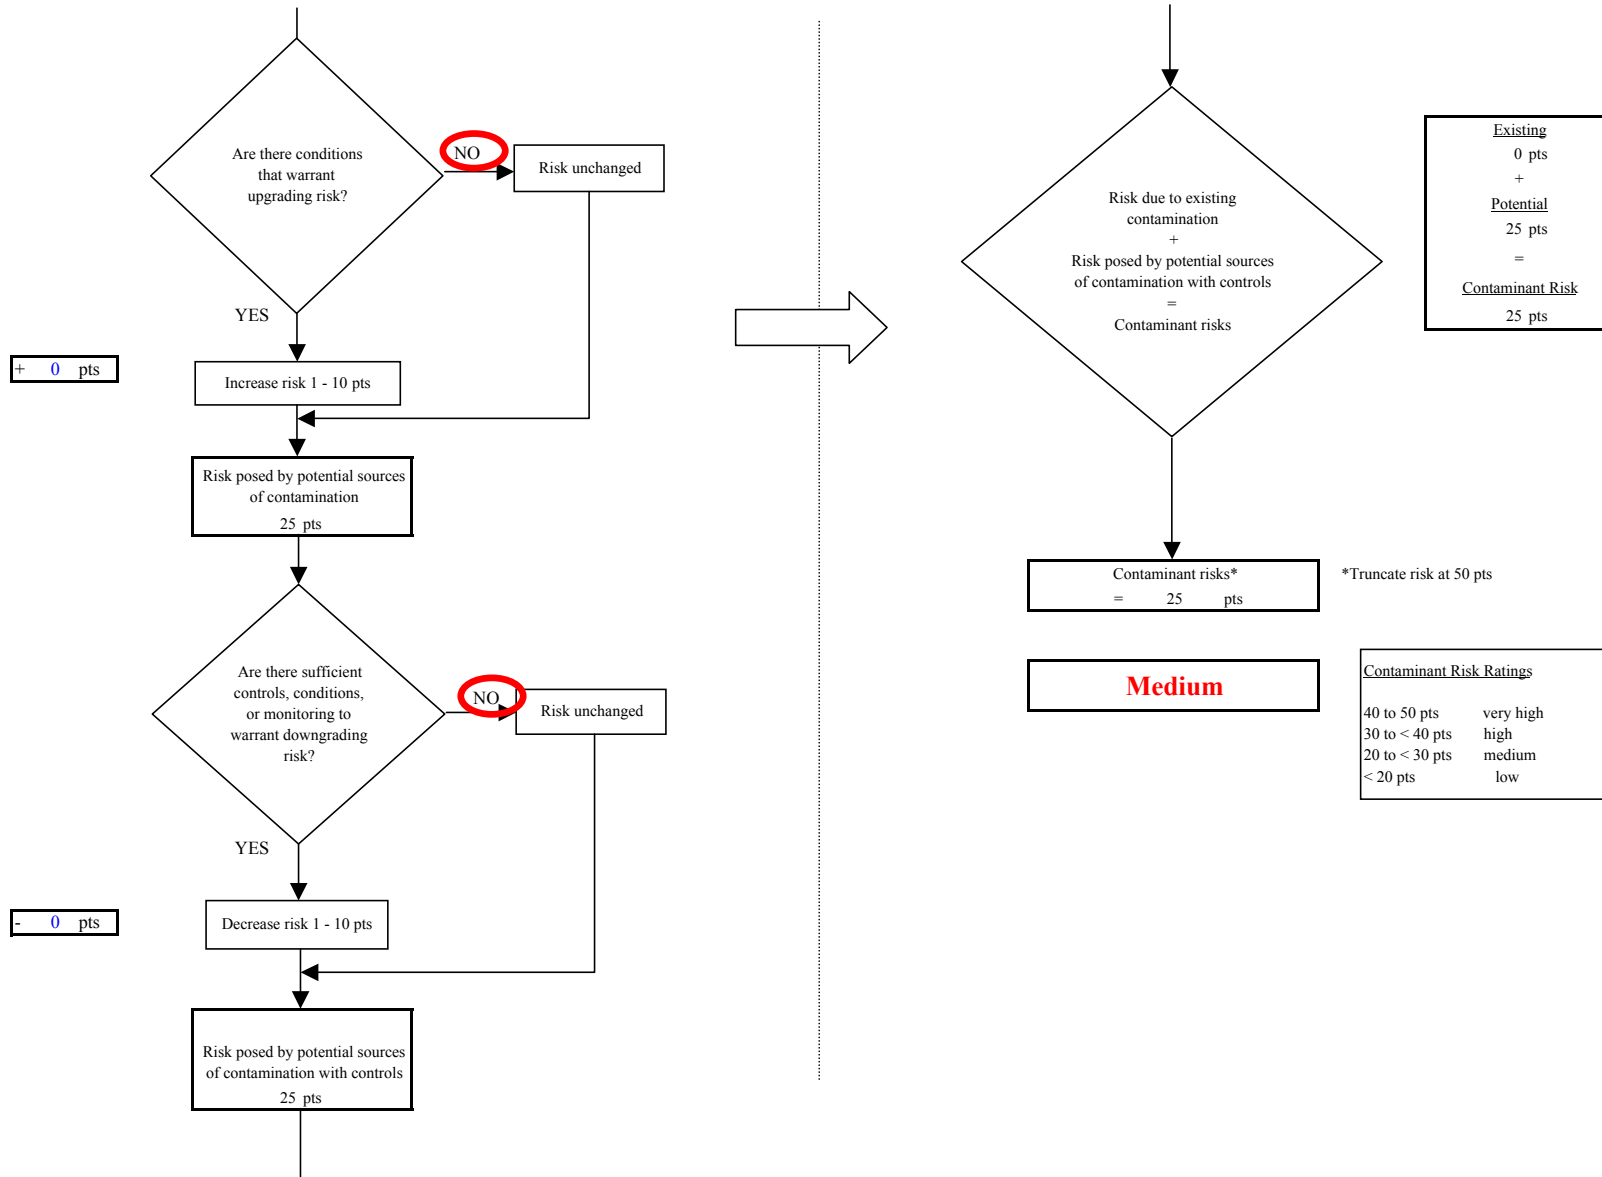 Are there conditions
that warrant
upgrading risk?
NO
Risk unchanged
YES
+ 0 pts
Increase risk 1 - 10 pts
Risk posed by potential sources
of contamination
25 pts
Are there sufficient
controls, conditions,
or monitoring to
warrant downgrading
risk?
NO
Risk unchanged
YES
- 0 pts
Decrease risk 1 - 10 pts
Risk posed by potential sources
of contamination with controls
25 pts
Risk due to existing
contamination
+
Risk posed by potential sources
of contamination with controls
=
Contaminant risks
Existing
0 pts
+
Potential
25 pts
=
Contaminant Risk
25 pts
Contaminant risks*
= 25 pts
*Truncate risk at 50 pts
Medium
Contaminant Risk Ratings
40 to 50 pts very high
30 to < 40 pts high
20 to < 30 pts medium
< 20 pts low